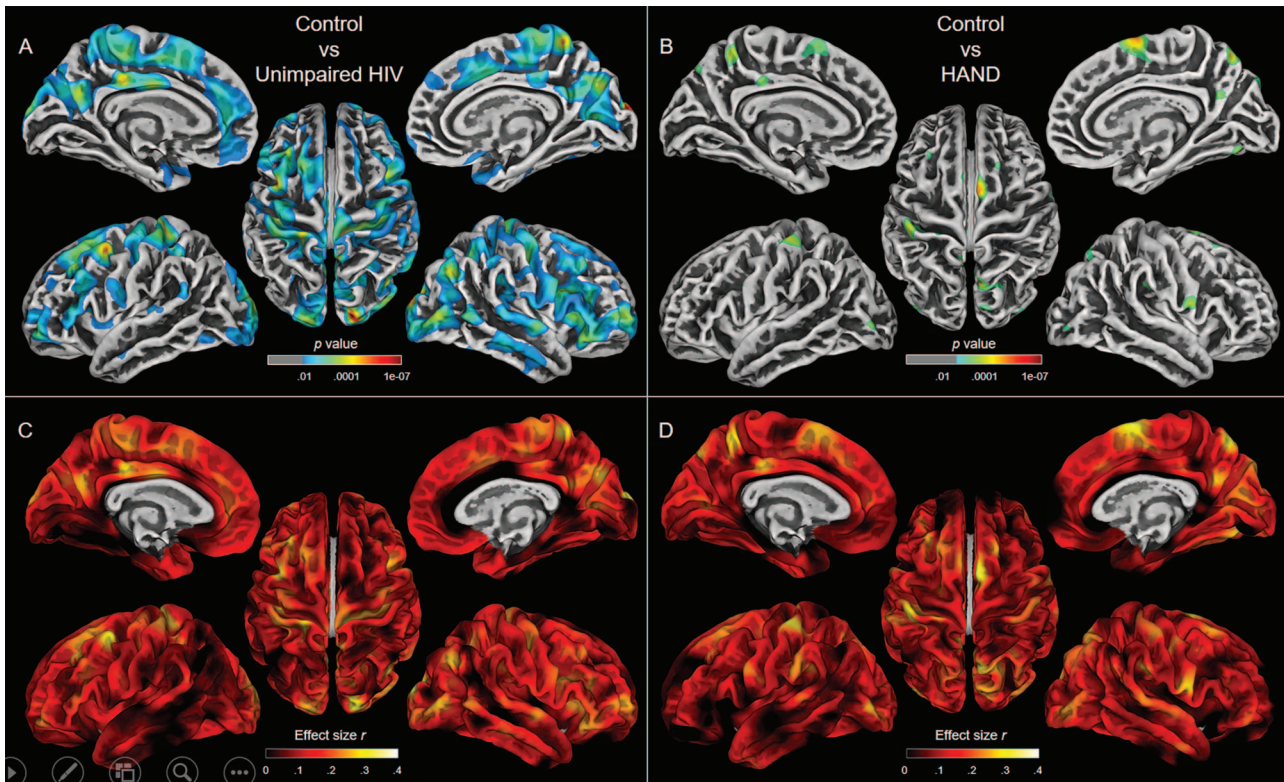 A
Control
vs
Unimpaired HIV
p value
.01 .0001 1e-07
B
Control
vs
HAND
p value
.01 .0001 1e-07
C
Effect size r
0 .1 .2 .3 .4
D
Effect size r
0 .1 .2 .3 .4